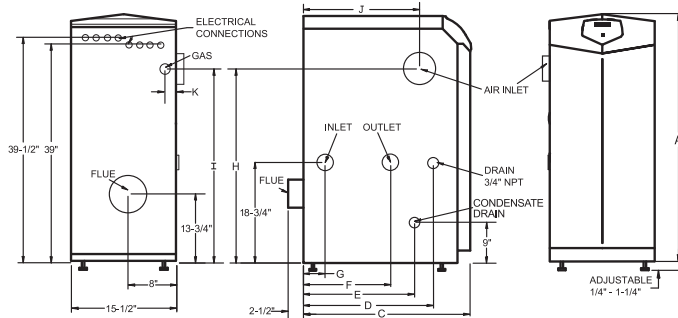 J
ELECTRICAL
CONNECTIONS
GAS
K
AIR INLET
A
39-1/2"
39"
I
H
INLET
OUTLET
FLUE
FLUE
DRAIN
3/4" NPT
18-3/4"
13-3/4"
CONDENSATE
DRAIN
9"
8"
G
F
E
D
C
15-1/2"
2-1/2"
ADJUSTABLE
1/4" - 1-1/4"